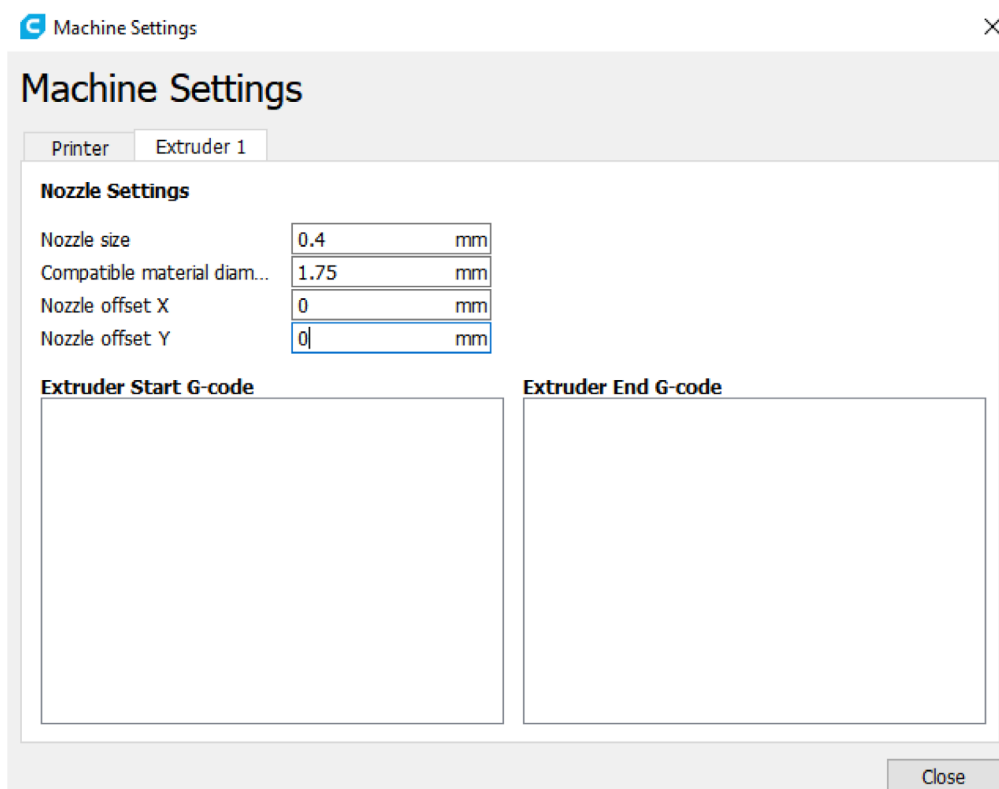 Machine Settings
Machine Settings
Printer Extruder 1
Nozzle Settings
Nozzle size 0.4 mm
Compatible material diam... 1.75 mm
Nozzle offset X 0 mm
Nozzle offset Y 0 mm
Extruder Start G-code Extruder End G-code
Close